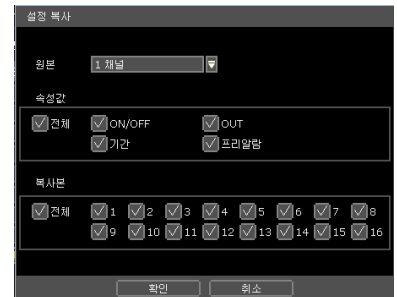 설정 복사
원본 1 채널
속성값
전체 ON/OFF OUT
기간 프리알람
복사본
전체 1 2 3 4 5 6 7 8
9 10 11 12 13 14 15 16
확인 취소